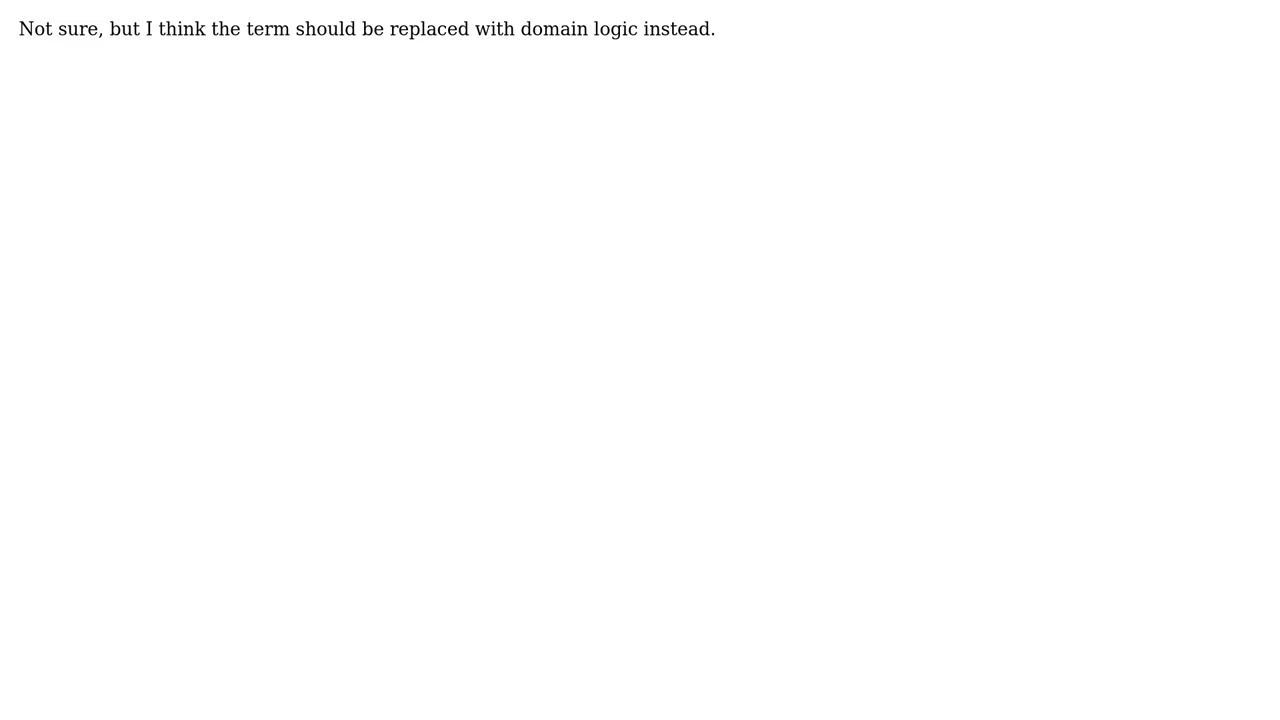 Not sure, but I think the term should be replaced with domain logic instead.